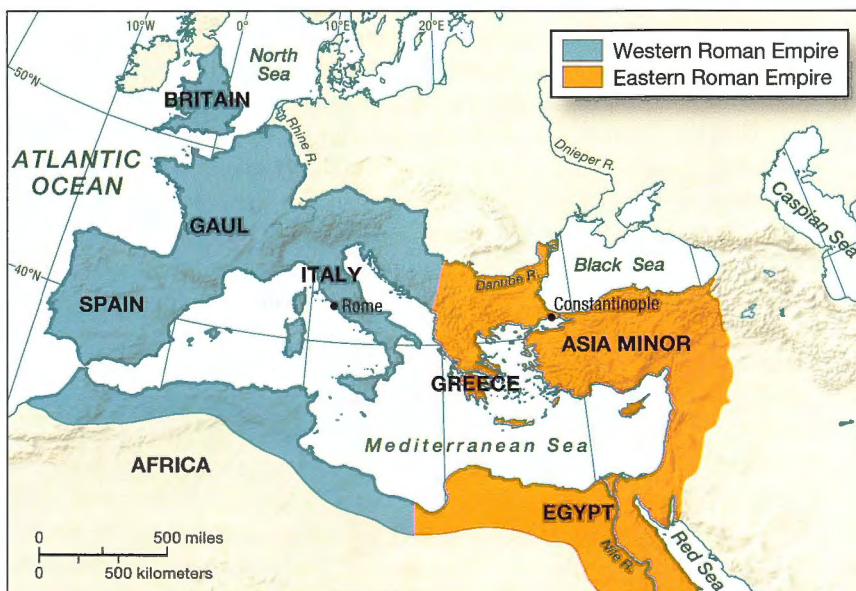 10°W
0°
10°E
20°E
North
Sea
Western Roman Empire
Eastern Roman Empire
50°N
BRITAIN
Rhine R.
Dnieper R.
ATLANTIC
OCEAN
GAUL
Caspian Sea
40°N
ITALY
Black Sea
Danube R.
SPAIN
Rome
Constantinople
ASIA MINOR
GREECE
Mediterranean Sea
AFRICA
EGYPT
Nile R.
Red Sea
0 500 miles
0 500 kilometers